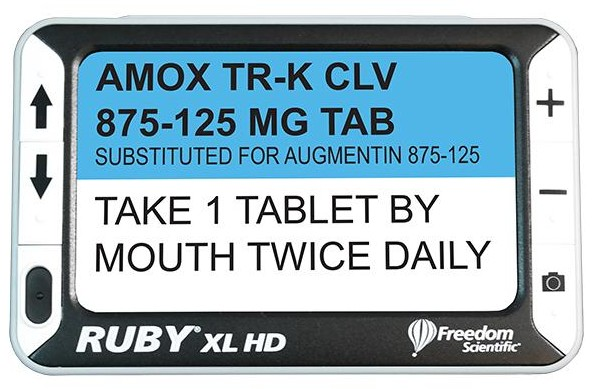 AMOX TR-K CLV
875-125 MG TAB
SUBSTITUTED FOR AUGMENTIN 875-125
TAKE 1 TABLET BY
MOUTH TWICE DAILY
RUBY® XL HD
Freedom
Scientific®